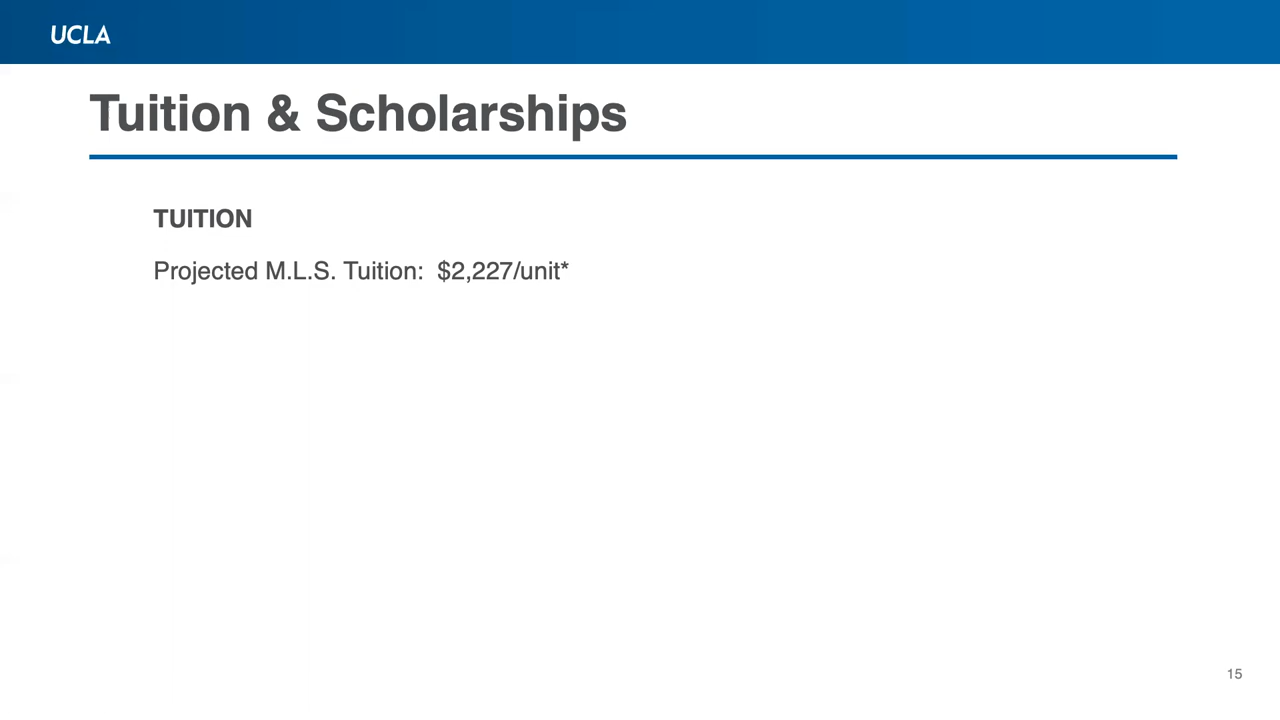 UCLA
Tuition & Scholarships
TUITION
Projected M.L.S. Tuition: $2,227/unit*
15